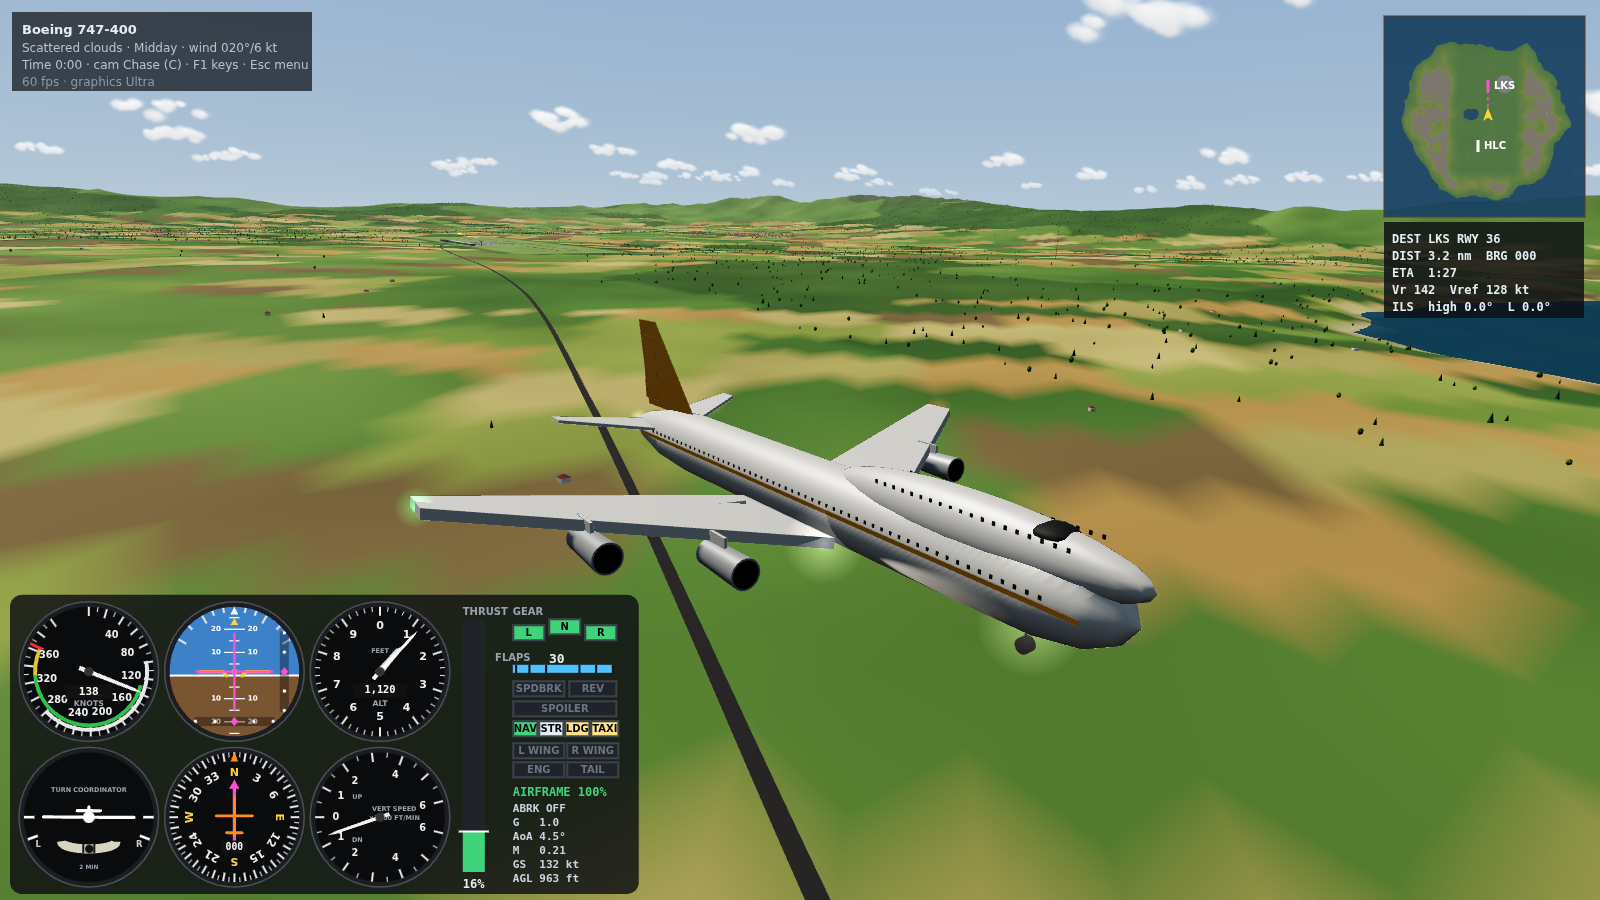 Boeing 747-400
Scattered clouds · Midday · wind 020°/6 kt
Time 0:00 · cam Chase (C) · F1 keys · Esc menu
60 fps · graphics Ultra
LKS
HLC
DEST LKS RWY 36
DIST 3.2 nm BRG 000
ETA 1:27
Vr 142 Vref 128 kt
ILS high 0.0° L 0.0°
40
80
120
160
200
240
280
320
360
138
KNOTS
20 20
10 10
10 10
20 20
0
1
2
3
4
5
6
7
8
9
FEET
1,120
ALT
TURN COORDINATOR
L R
2 MIN
N
3
6
E
12
15
S
21
24
W
30
33
000
0
1
2
4
6
6
4
2
1
UP
DN
VERT SPEED
FT/MIN
THRUST
16%
GEAR
L
N
R
FLAPS 30
SPDBRK REV
SPOILER
NAV STR LDG TAXI
L WING R WING
ENG TAIL
AIRFRAME 100%
ABRK OFF
G 1.0
AoA 4.5°
M 0.21
GS 132 kt
AGL 963 ft